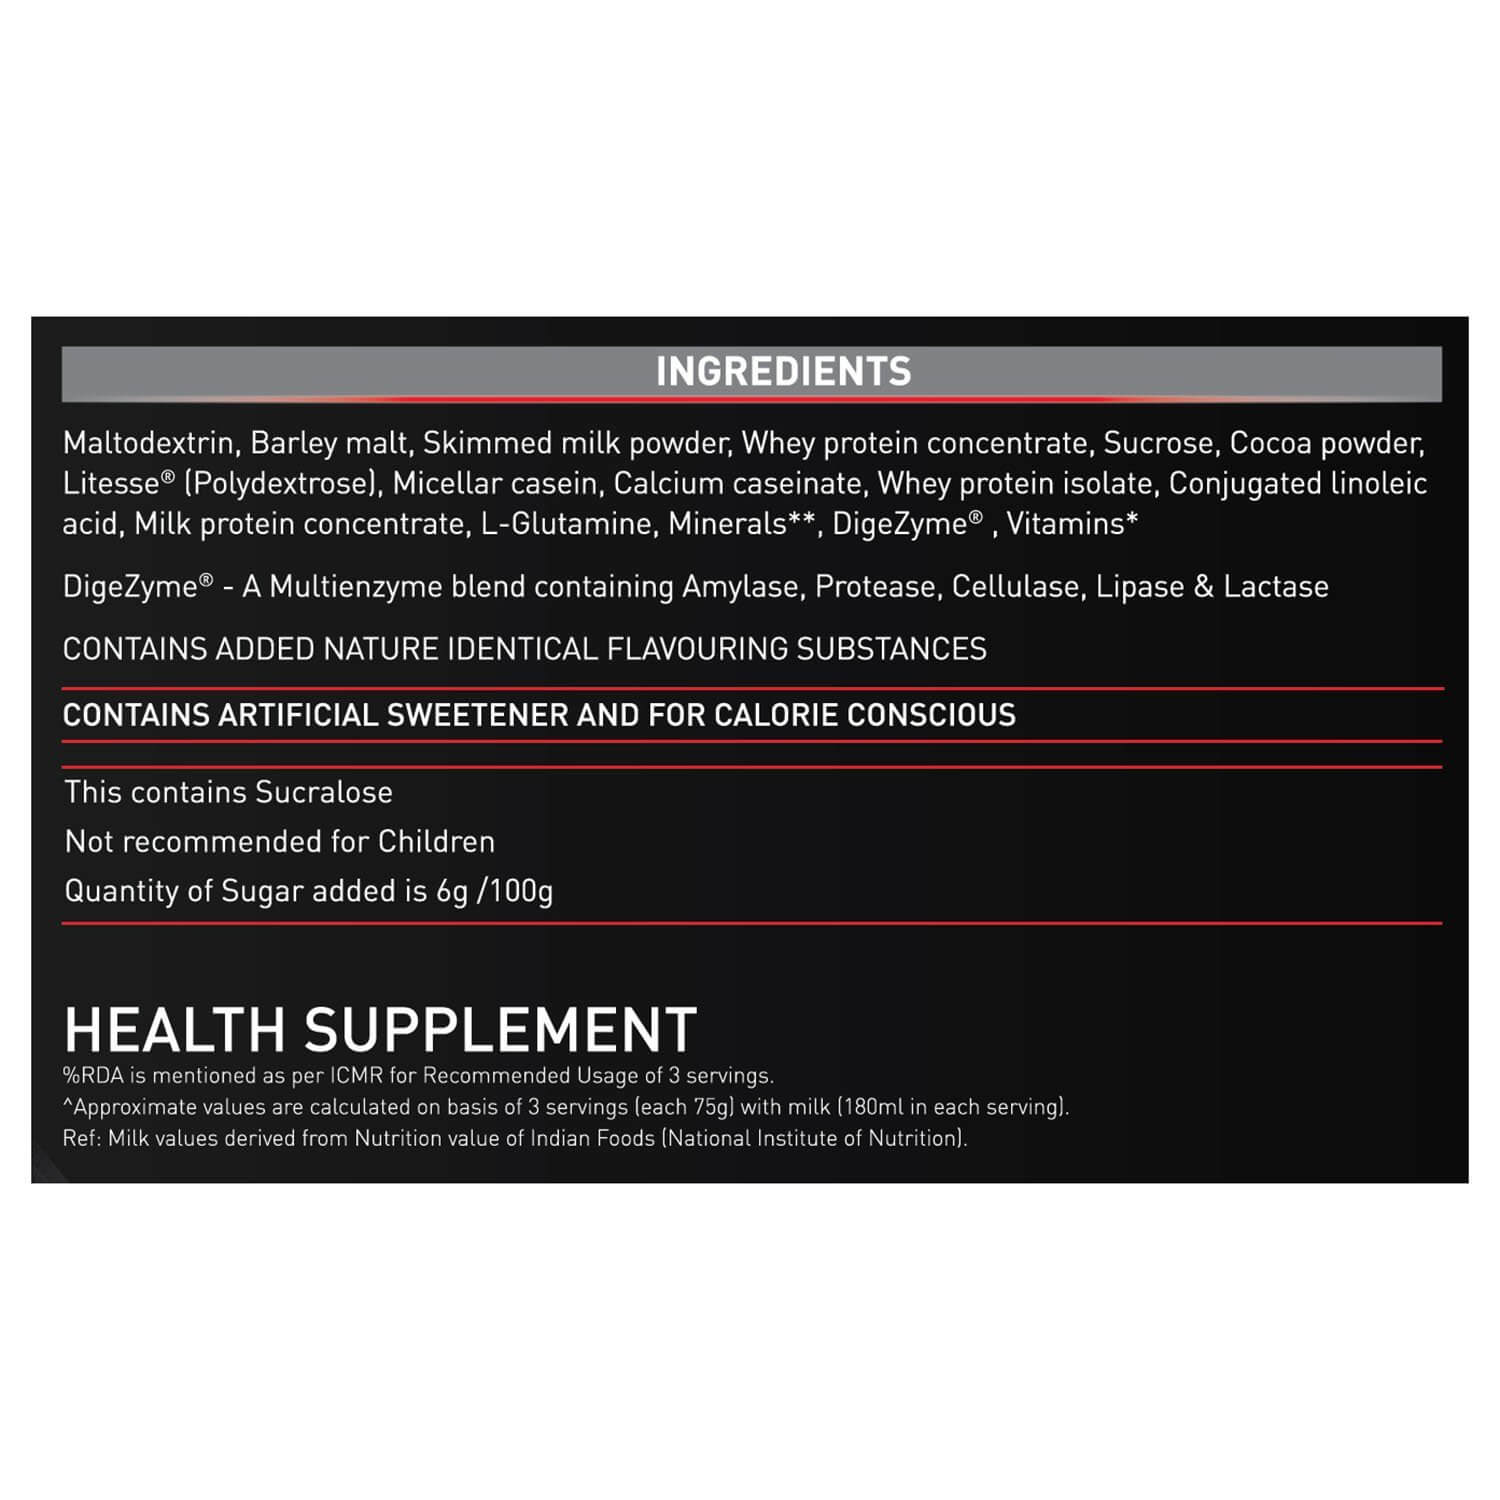 INGREDIENTS
Maltodextrin, Barley malt, Skimmed milk powder, Whey protein concentrate, Sucrose, Cocoa powder,
Litesse® (Polydextrose), Micellar casein, Calcium caseinate, Whey protein isolate, Conjugated linoleic
acid, Milk protein concentrate, L-Glutamine, Minerals**, DigeZyme® , Vitamins*
DigeZyme® - A Multienzyme blend containing Amylase, Protease, Cellulase, Lipase & Lactase
CONTAINS ADDED NATURE IDENTICAL FLAVOURING SUBSTANCES
CONTAINS ARTIFICIAL SWEETENER AND FOR CALORIE CONSCIOUS
This contains Sucralose
Not recommended for Children
Quantity of Sugar added is 6g /100g
HEALTH SUPPLEMENT
%RDA is mentioned as per ICMR for Recommended Usage of 3 servings.
^Approximate values are calculated on basis of 3 servings (each 75g) with milk (180ml in each serving).
Ref: Milk values derived from Nutrition value of Indian Foods (National Institute of Nutrition).